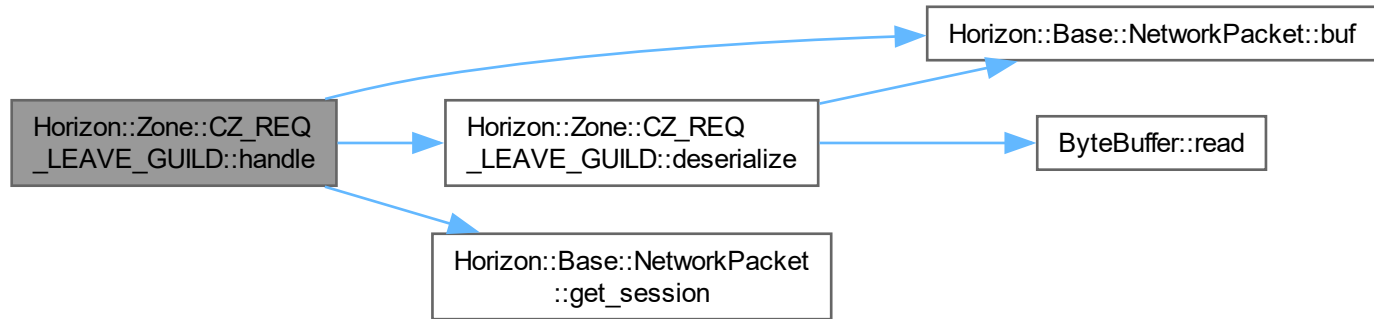 Horizon::Zone::CZ_REQ
_LEAVE_GUILD::handle
Horizon::Base::NetworkPacket::buf
Horizon::Zone::CZ_REQ
_LEAVE_GUILD::deserialize
ByteBuffer::read
Horizon::Base::NetworkPacket
::get_session